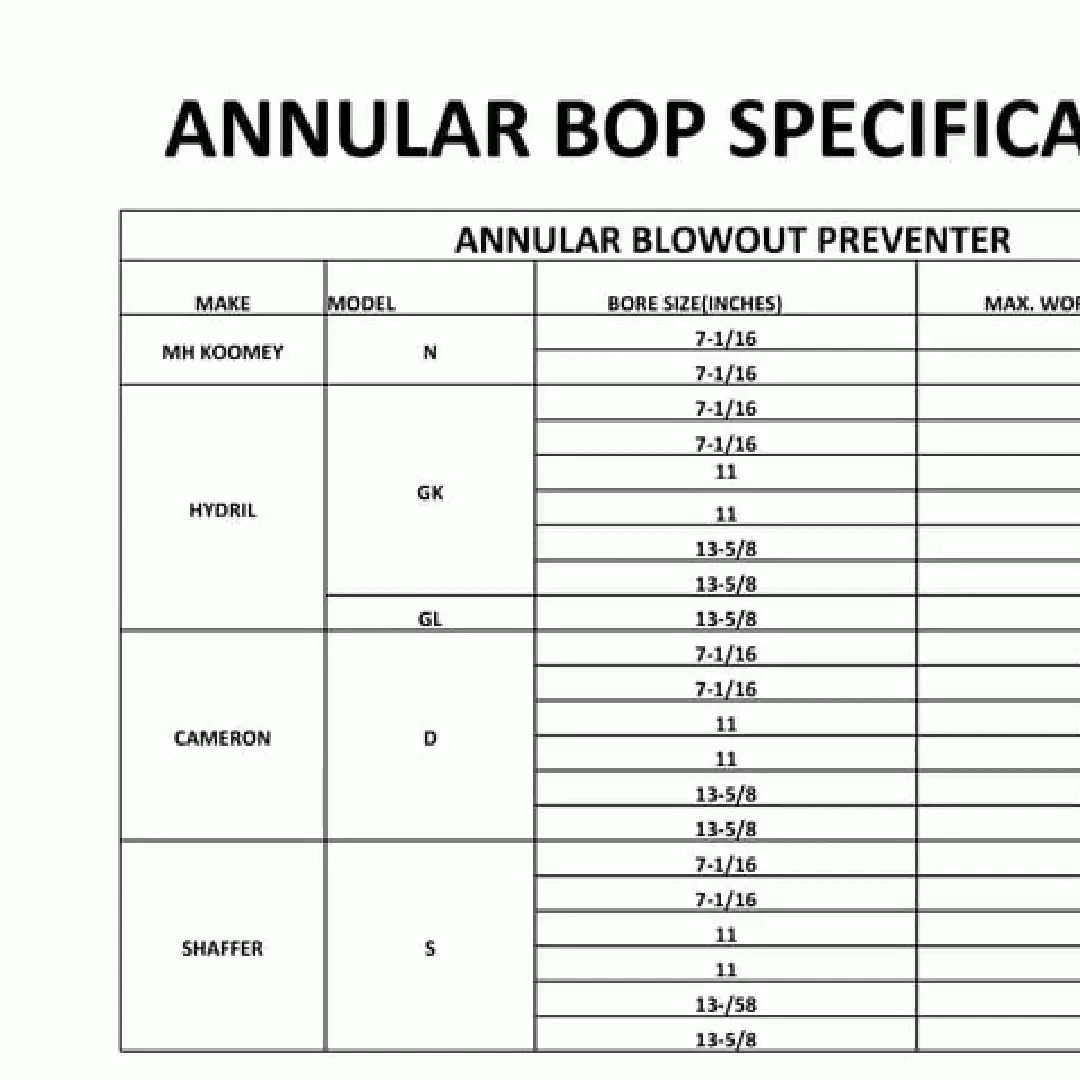 ANNULAR BOP SPECIFICA
ANNULAR BLOWOUT PREVENTER
MAKE MODEL BORE SIZE(INCHES) MAX. WOR
MH KOOMEY N 7-1/16
7-1/16
HYDRIL GK 7-1/16
7-1/16
11
11
13-5/8
13-5/8
GL 13-5/8
CAMERON D 7-1/16
7-1/16
11
11
13-5/8
13-5/8
SHAFFER S 7-1/16
7-1/16
11
11
13-/58
13-5/8